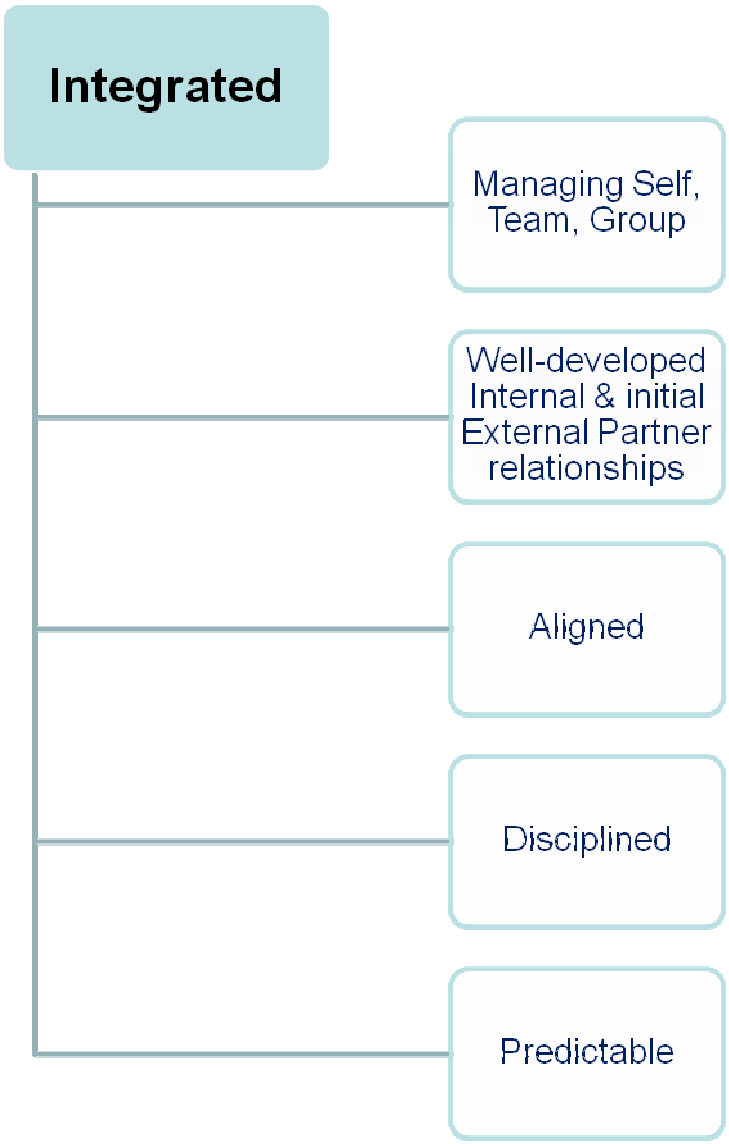 Integrated
Managing Self,
Team, Group
Well-developed
Internal & initial
External Partner
relationships
Aligned
Disciplined
Predictable